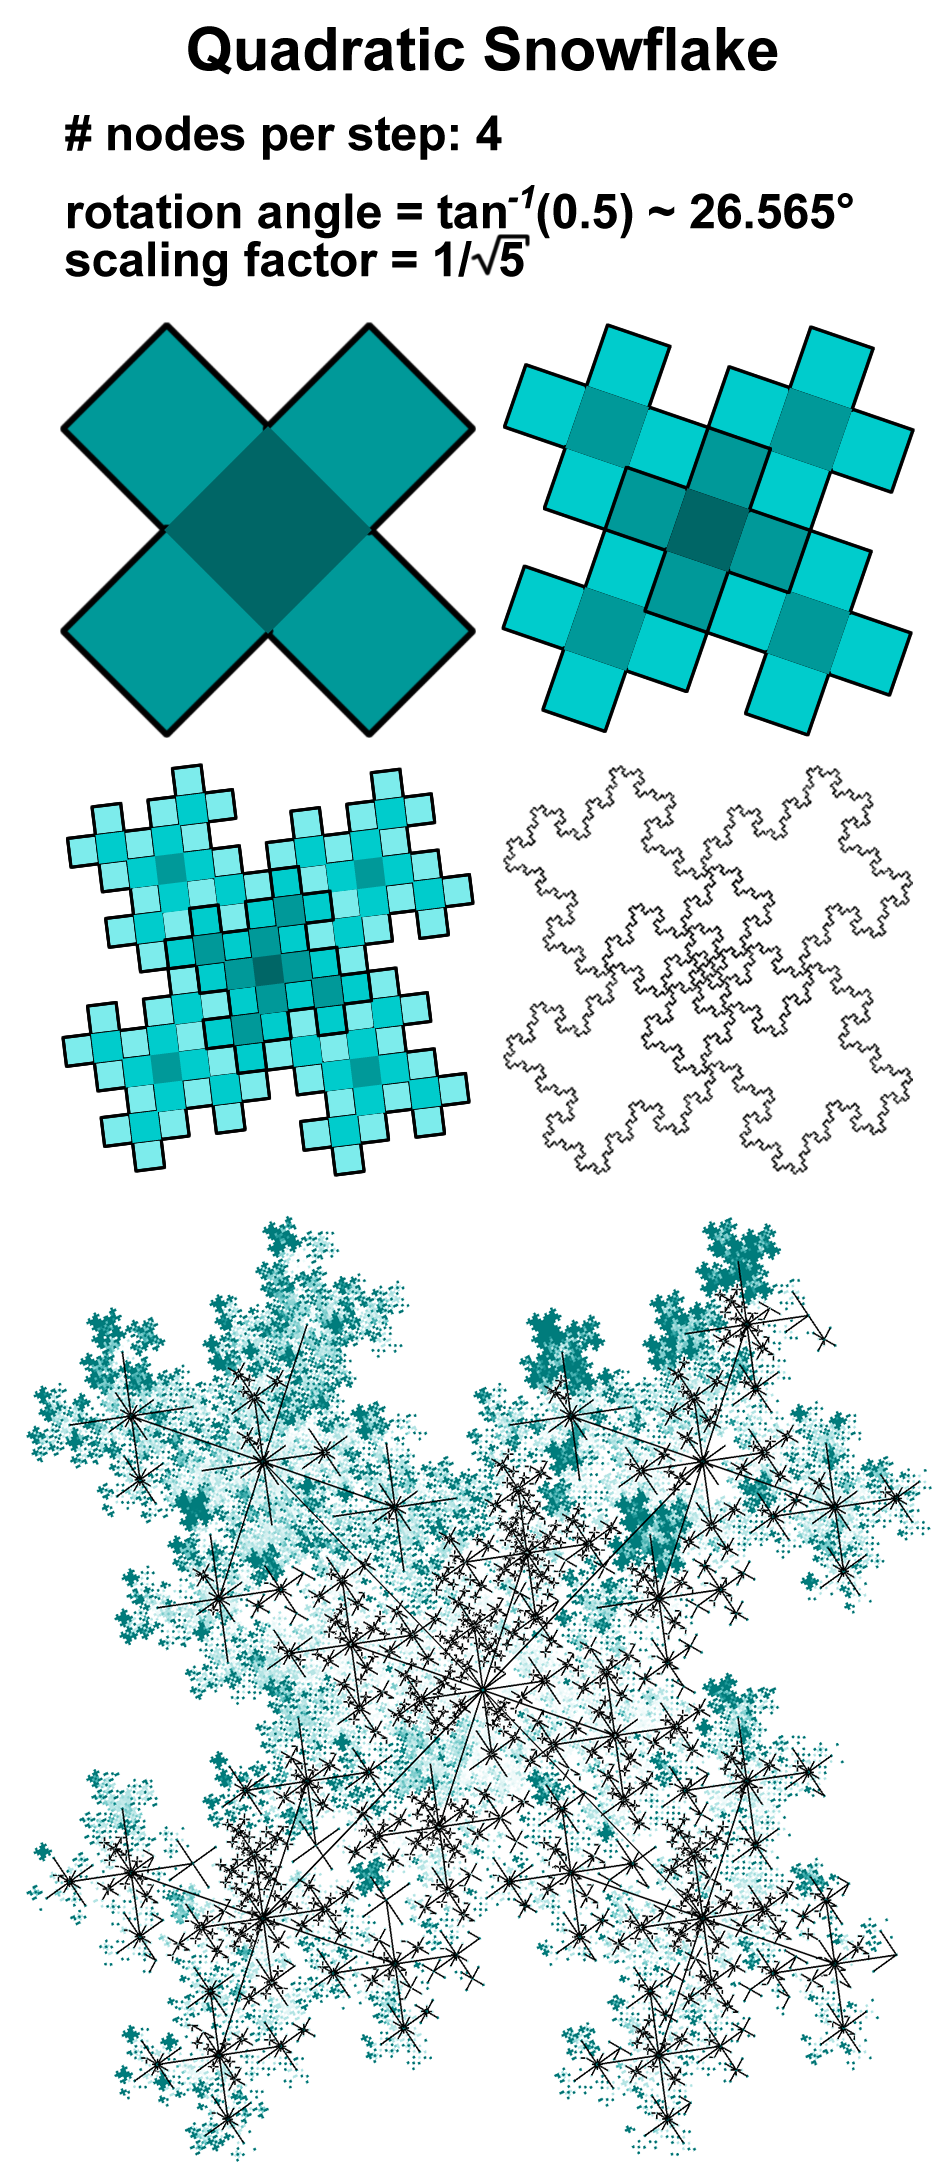 Quadratic Snowflake
# nodes per step: 4
rotation angle = tan⁻¹(0.5) ~ 26.565°
scaling factor = 1/√5